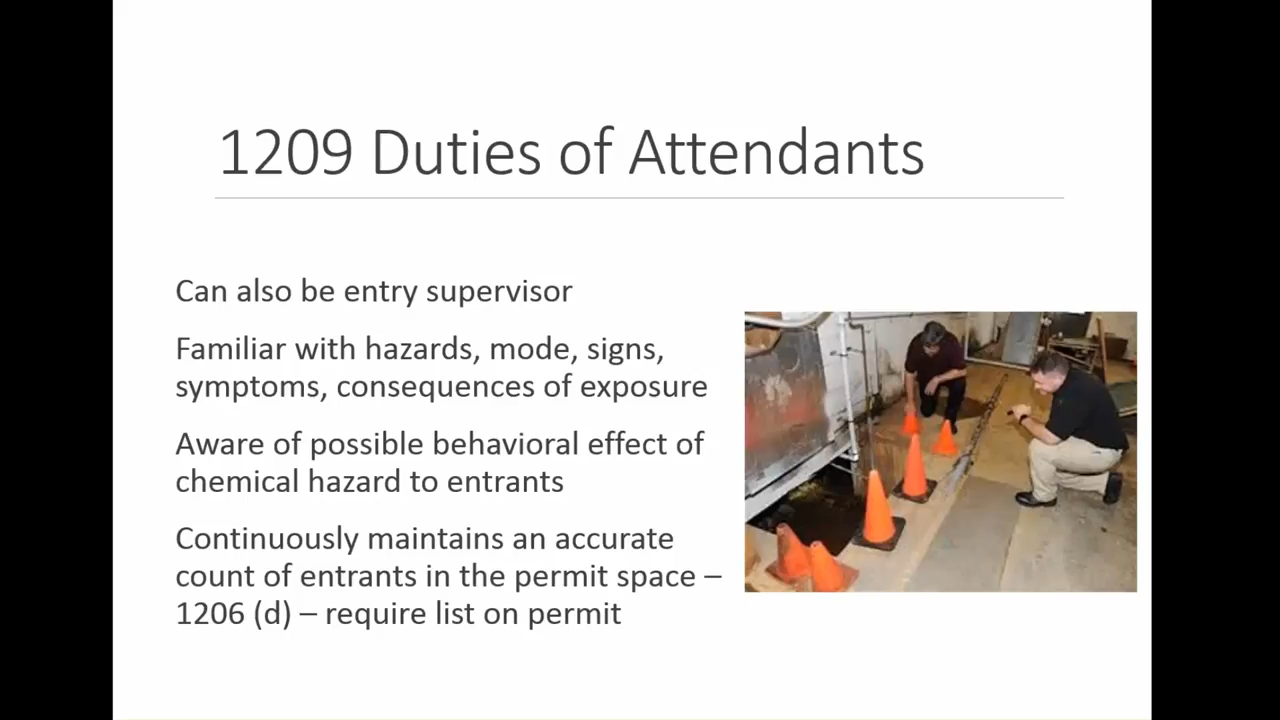 1209 Duties of Attendants
Can also be entry supervisor
Familiar with hazards, mode, signs,
symptoms, consequences of exposure
Aware of possible behavioral effect of
chemical hazard to entrants
Continuously maintains an accurate
count of entrants in the permit space –
1206 (d) – require list on permit